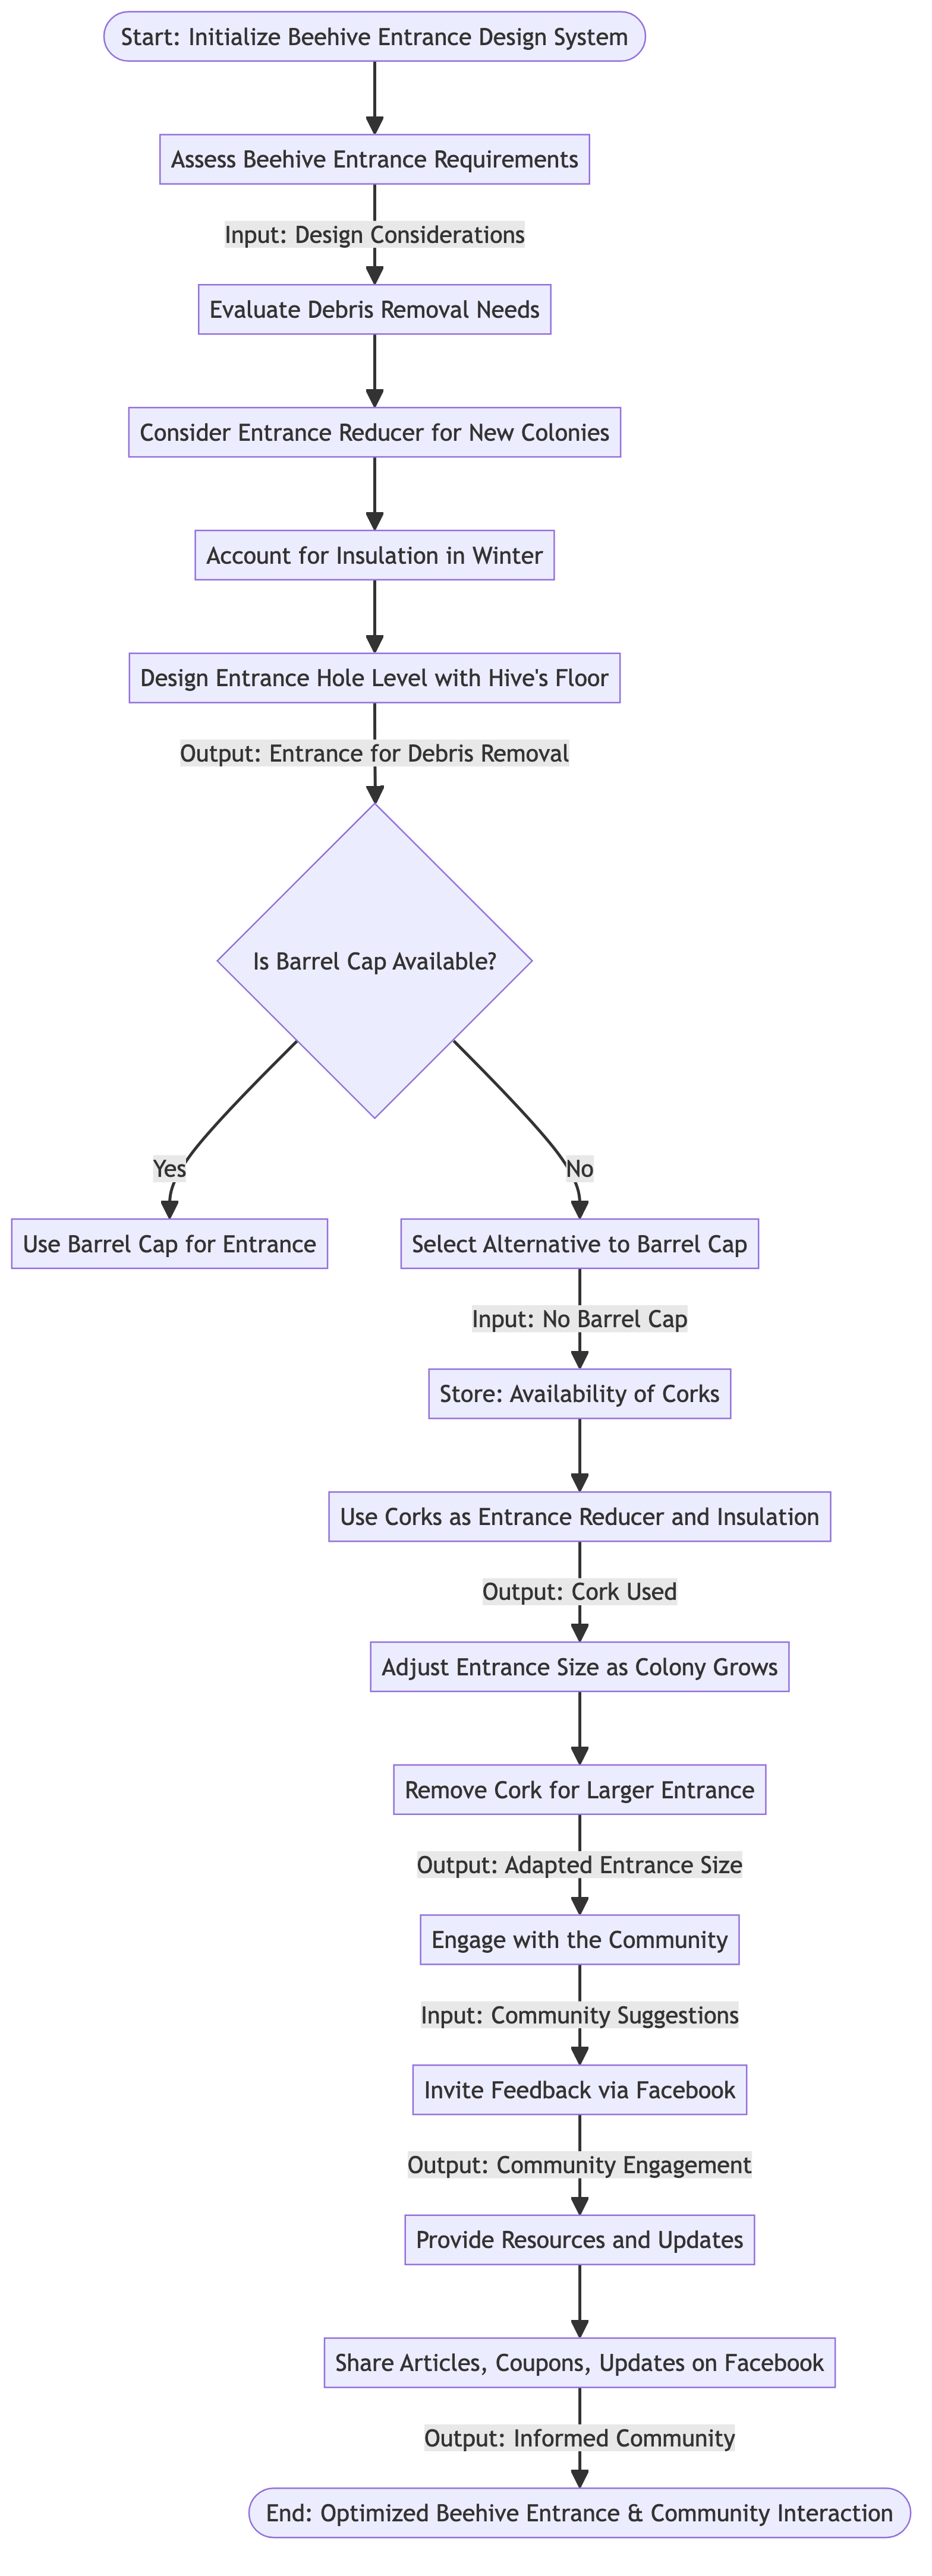 Start: Initialize Beehive Entrance Design System
Assess Beehive Entrance Requirements
Input: Design Considerations
Evaluate Debris Removal Needs
Consider Entrance Reducer for New Colonies
Account for Insulation in Winter
Design Entrance Hole Level with Hive's Floor
Output: Entrance for Debris Removal
Is Barrel Cap Available?
Yes
No
Use Barrel Cap for Entrance
Select Alternative to Barrel Cap
Input: No Barrel Cap
Store: Availability of Corks
Use Corks as Entrance Reducer and Insulation
Output: Cork Used
Adjust Entrance Size as Colony Grows
Remove Cork for Larger Entrance
Output: Adapted Entrance Size
Engage with the Community
Input: Community Suggestions
Invite Feedback via Facebook
Output: Community Engagement
Provide Resources and Updates
Share Articles, Coupons, Updates on Facebook
Output: Informed Community
End: Optimized Beehive Entrance & Community Interaction